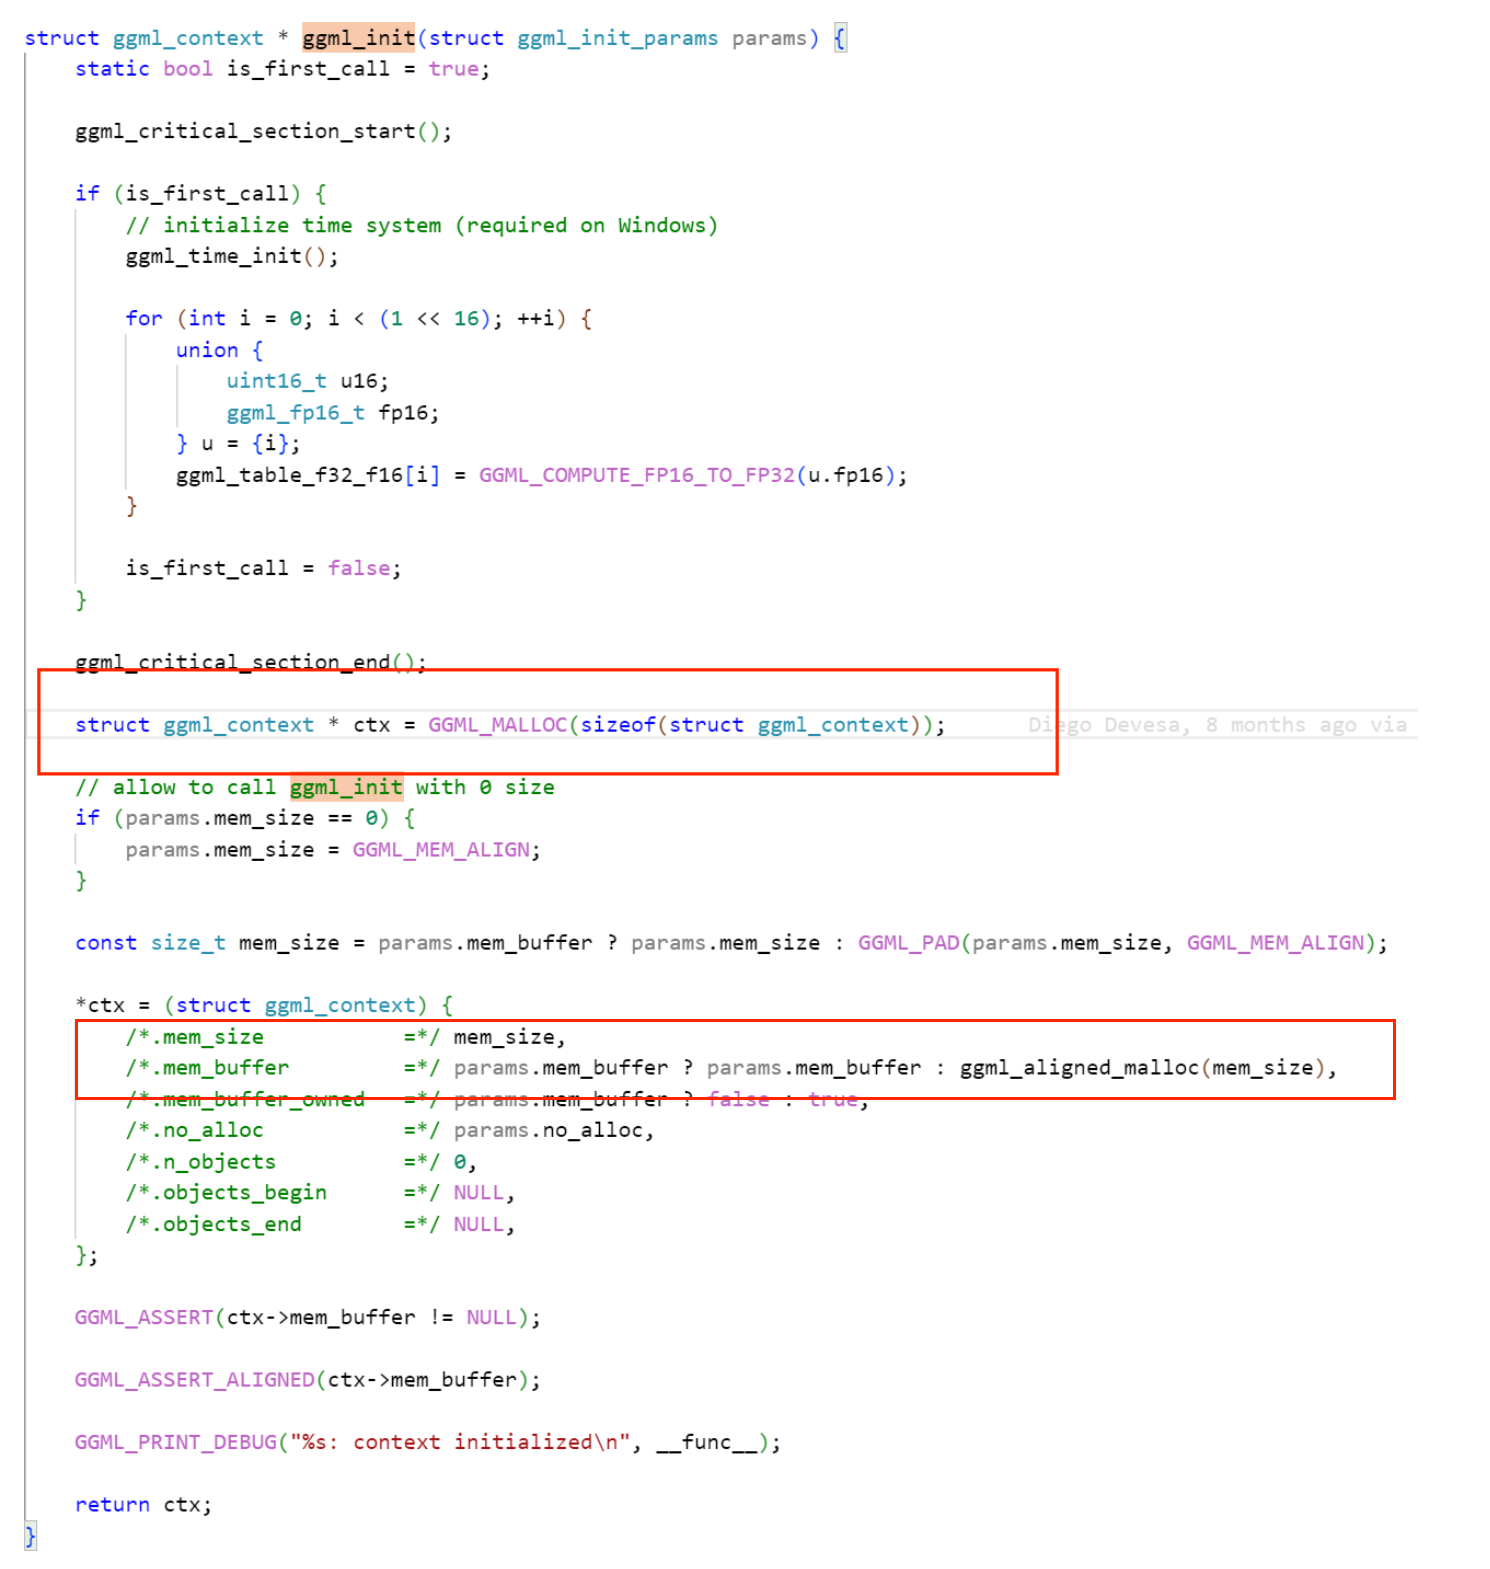 struct ggml_context * ggml_init(struct ggml_init_params params) {
    static bool is_first_call = true;
    ggml_critical_section_start();
    if (is_first_call) {
        // initialize time system (required on Windows)
        ggml_time_init();
        for (int i = 0; i < (1 << 16); ++i) {
            union {
                uint16_t u16;
                ggml_fp16_t fp16;
            } u = {i};
            ggml_table_f32_f16[i] = GGML_COMPUTE_FP16_TO_FP32(u.fp16);
        }
        is_first_call = false;
    }
    ggml_critical_section_end();
    struct ggml_context * ctx = GGML_MALLOC(sizeof(struct ggml_context)); Diego Devesa, 8 months ago via
    // allow to call ggml_init with 0 size
    if (params.mem_size == 0) {
        params.mem_size = GGML_MEM_ALIGN;
    }
    const size_t mem_size = params.mem_buffer ? params.mem_size : GGML_PAD(params.mem_size, GGML_MEM_ALIGN);
    *ctx = (struct ggml_context) {
        /*.mem_size           =*/ mem_size,
        /*.mem_buffer         =*/ params.mem_buffer ? params.mem_buffer : ggml_aligned_malloc(mem_size),
        /*.mem_buffer_owned   =*/ params.mem_buffer ? false : true,
        /*.no_alloc           =*/ params.no_alloc,
        /*.n_objects          =*/ 0,
        /*.objects_begin      =*/ NULL,
        /*.objects_end        =*/ NULL,
    };
    GGML_ASSERT(ctx->mem_buffer != NULL);
    GGML_ASSERT_ALIGNED(ctx->mem_buffer);
    GGML_PRINT_DEBUG("%s: context initialized\n", __func__);
    return ctx;
}